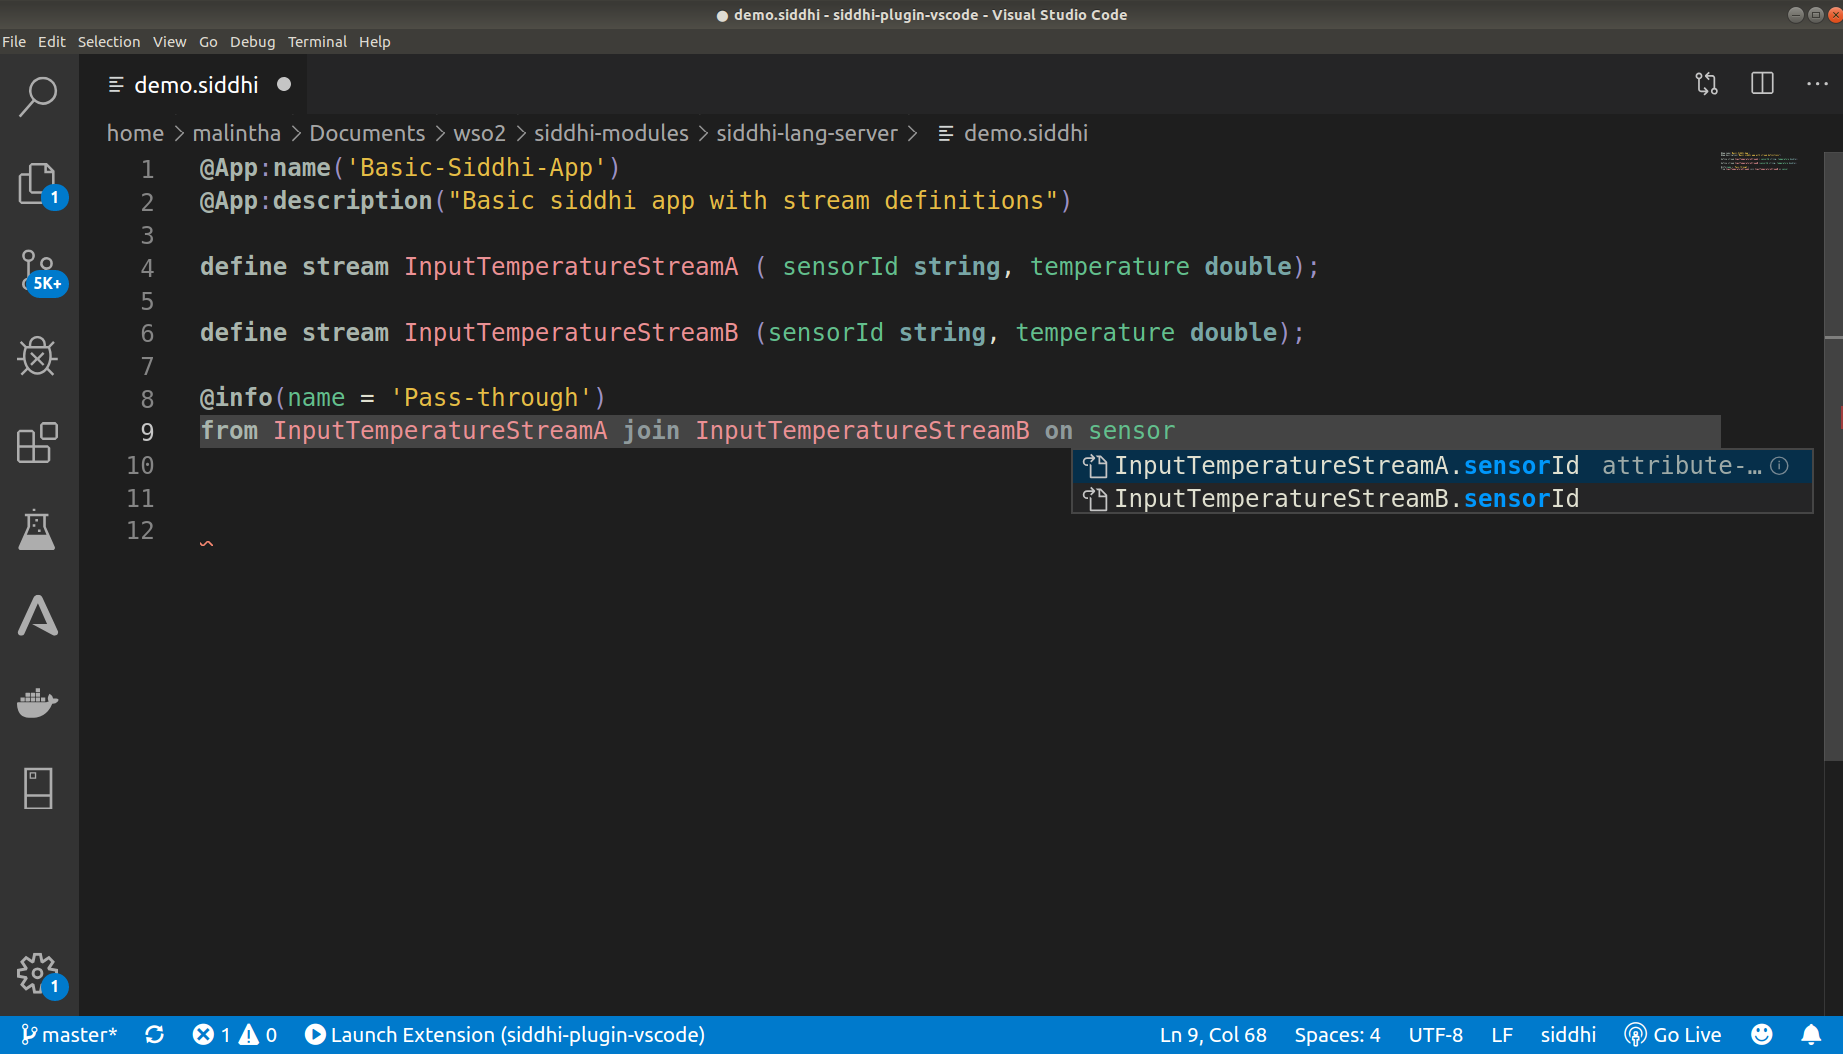 ● demo.siddhi - siddhi-plugin-vscode - Visual Studio Code
File Edit Selection View Go Debug Terminal Help
demo.siddhi
home > malintha > Documents > wso2 > siddhi-modules > siddhi-lang-server > demo.siddhi
1 @App:name('Basic-Siddhi-App')
2 @App:description("Basic siddhi app with stream definitions")
3
4 define stream InputTemperatureStreamA ( sensorId string, temperature double);
5
6 define stream InputTemperatureStreamB (sensorId string, temperature double);
7
8 @info(name = 'Pass-through')
9 from InputTemperatureStreamA join InputTemperatureStreamB on sensor
10 InputTemperatureStreamA.sensorId attribute-…
11 InputTemperatureStreamB.sensorId
12
1
5K+
1
master* 1 0 Launch Extension (siddhi-plugin-vscode) Ln 9, Col 68 Spaces: 4 UTF-8 LF siddhi Go Live